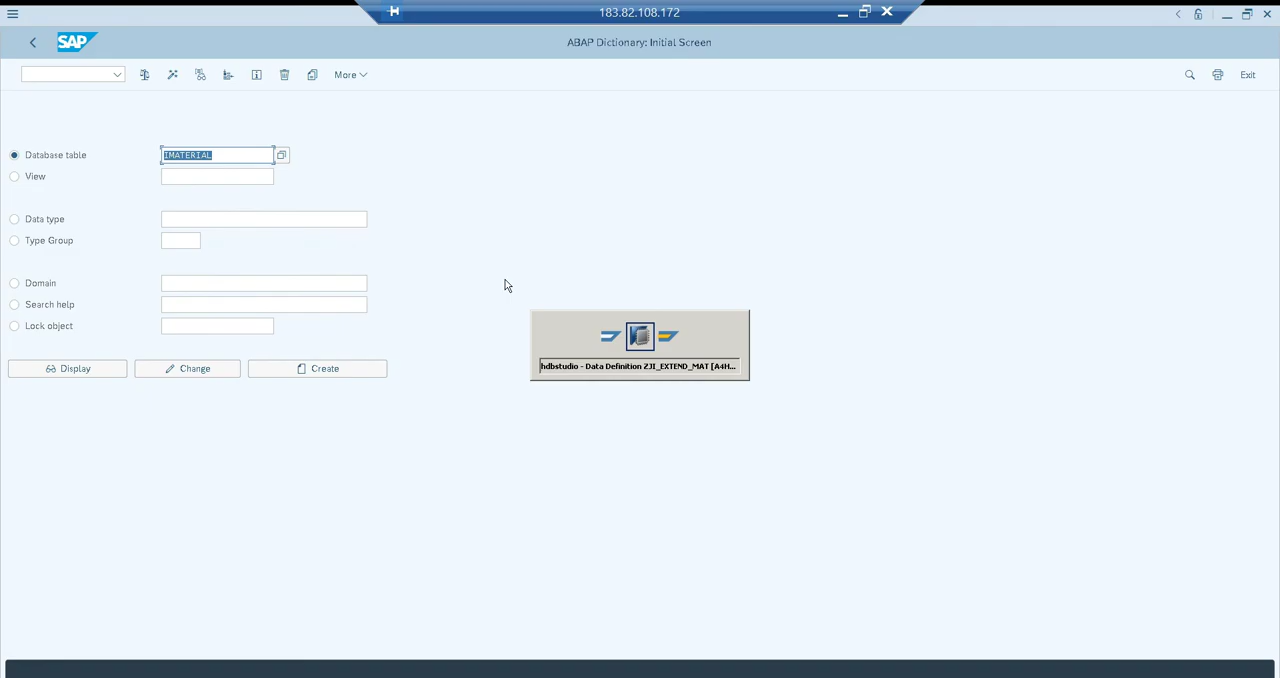 183.82.108.172
SAP
ABAP Dictionary: Initial Screen
More
Exit
Database table
IMATERIAL
View
Data type
Type Group
Domain
Search help
Lock object
hdbstudio - Data Definition ZJI_EXTEND_MAT [A4H...
Display
Change
Create